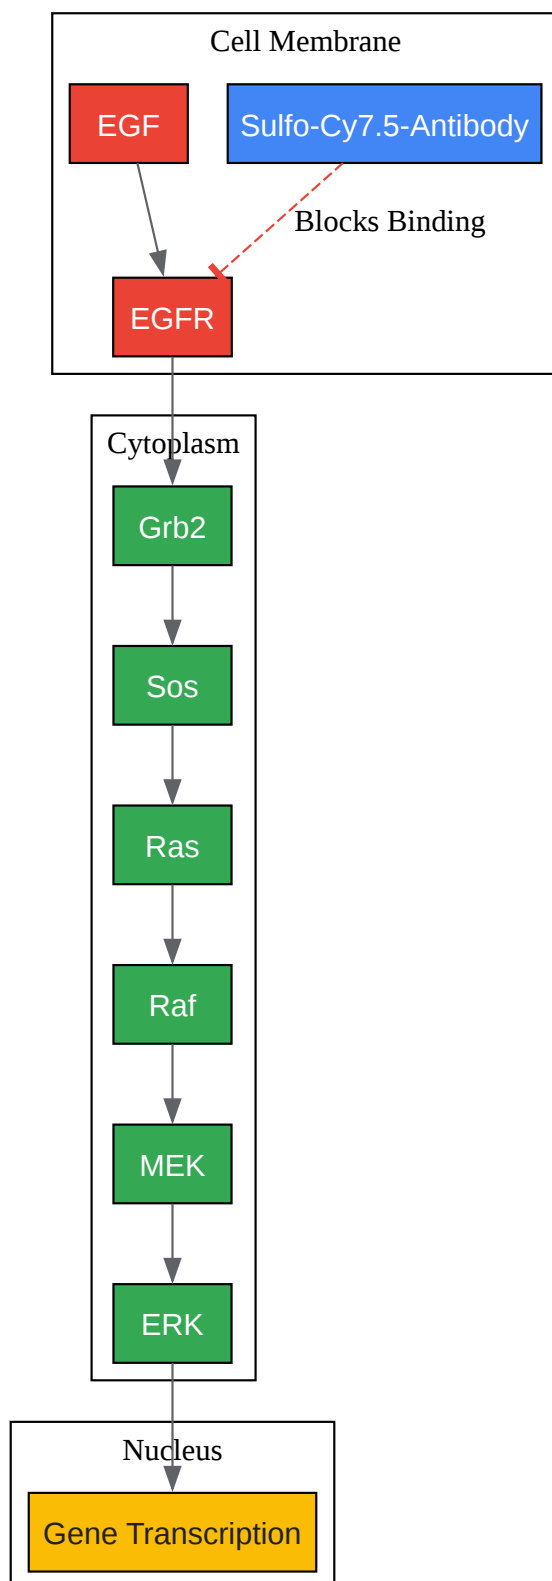 Cell Membrane
EGF
Sulfo-Cy7.5-Antibody
Blocks Binding
EGFR
Cytoplasm
Grb2
Sos
Ras
Raf
MEK
ERK
Nucleus
Gene Transcription